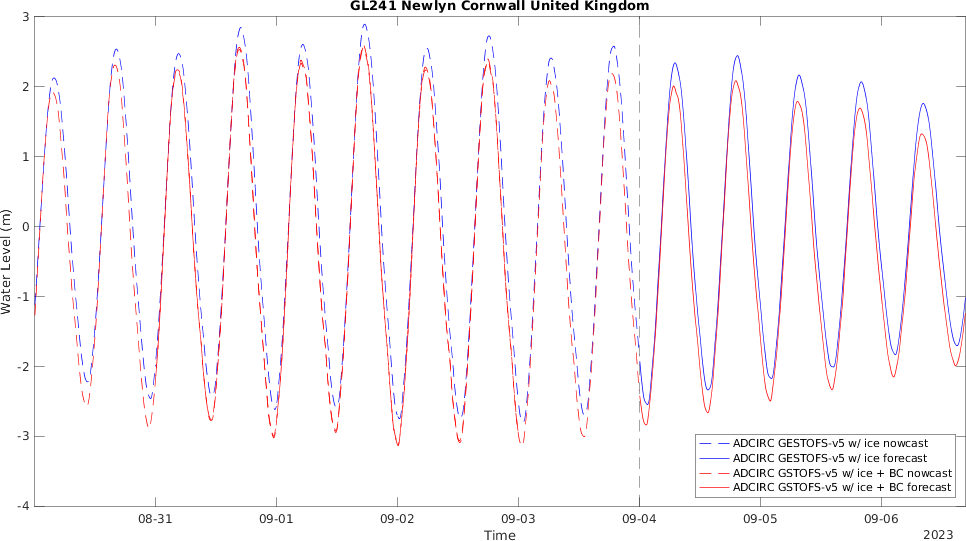 GL241 Newlyn Cornwall United Kingdom
3
2
1
0
-1
-2
-3
-4
Water Level (m)
08-31
09-01
09-02
09-03
09-04
09-05
09-06
Time
2023
ADCIRC GESTOFS-v5 w/ ice nowcast
ADCIRC GESTOFS-v5 w/ ice forecast
ADCIRC GSTOFS-v5 w/ ice + BC nowcast
ADCIRC GSTOFS-v5 w/ ice + BC forecast